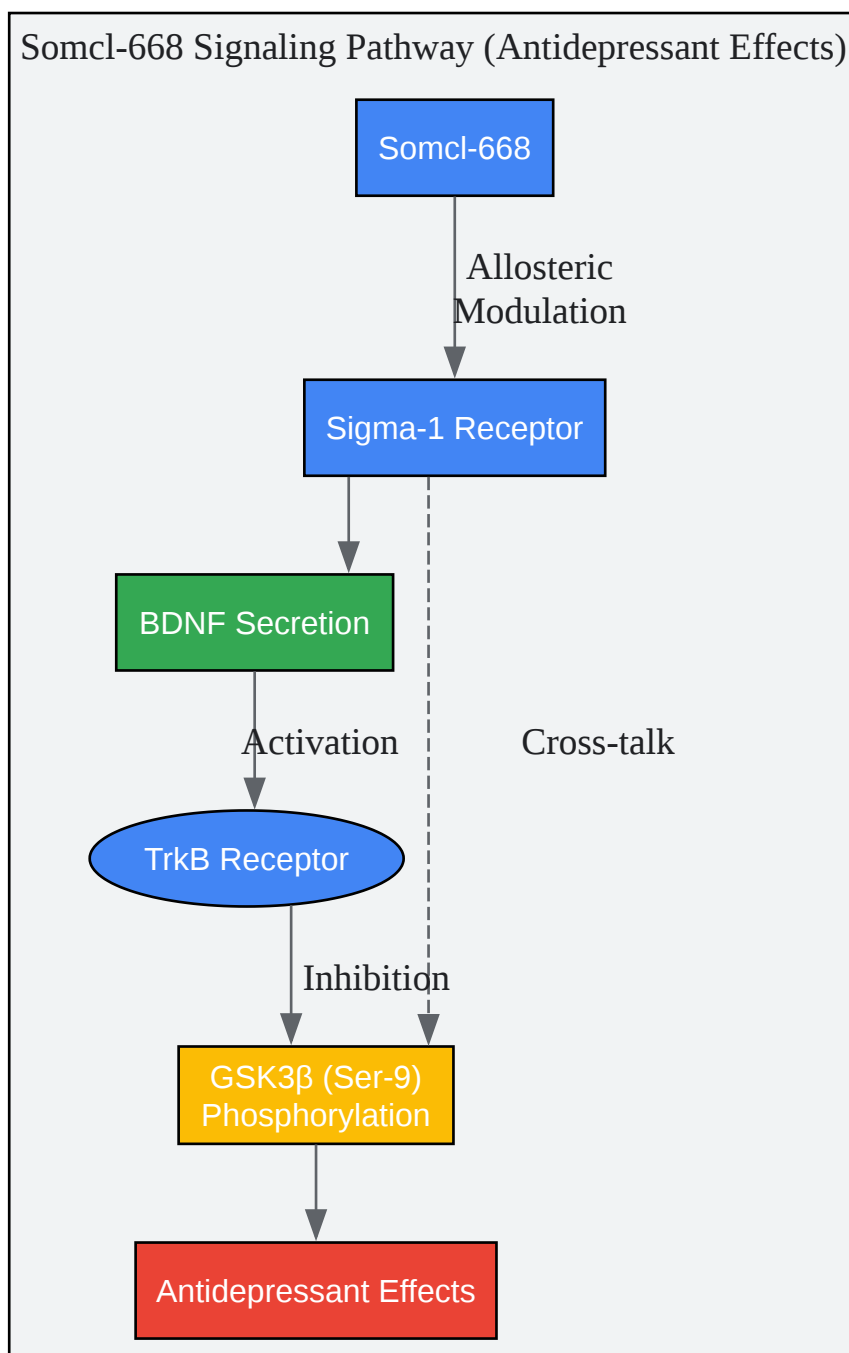 Somcl-668 Signaling Pathway (Antidepressant Effects)
Somcl-668
Allosteric
Modulation
Sigma-1 Receptor
BDNF Secretion
Activation
Cross-talk
TrkB Receptor
Inhibition
GSK3β (Ser-9)
Phosphorylation
Antidepressant Effects